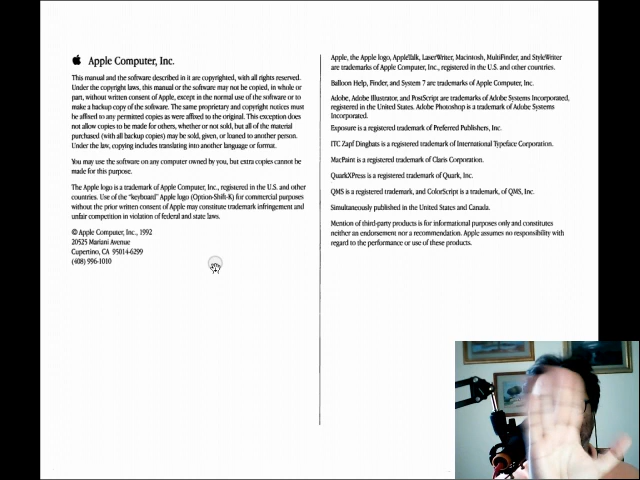 Apple Computer, Inc.
This manual and the software described in it are copyrighted, with all rights reserved.
Under the copyright laws, this manual or the software may not be copied, in whole or
part, without written consent of Apple, except in the normal use of the software or to
make a backup copy of the software. The same proprietary and copyright notices must
be affixed to any permitted copies as were affixed to the original. This exception does
not allow copies to be made for others, whether or not sold, but all of the material
purchased (with all backup copies) may be sold, given, or loaned to another person.
Under the law, copying includes translating into another language or format.
You may use the software on any computer owned by you, but extra copies cannot be
made for this purpose.
The Apple logo is a trademark of Apple Computer, Inc., registered in the U.S. and other
countries. Use of the “keyboard” Apple logo (Option-Shift-K) for commercial purposes
without the prior written consent of Apple may constitute trademark infringement and
unfair competition in violation of federal and state laws.
© Apple Computer, Inc., 1992
20525 Mariani Avenue
Cupertino, CA 95014-6299
(408) 996-1010
Apple, the Apple logo, AppleTalk, LaserWriter, Macintosh, MultiFinder, and StyleWriter
are trademarks of Apple Computer, Inc., registered in the U.S. and other countries.
Balloon Help, Finder, and System 7 are trademarks of Apple Computer, Inc.
Adobe, Adobe Illustrator, and PostScript are trademarks of Adobe Systems Incorporated,
registered in the United States. Adobe Photoshop is a trademark of Adobe Systems
Incorporated.
Exposure is a registered trademark of Preferred Publishers, Inc.
ITC Zapf Dingbats is a registered trademark of International Typeface Corporation.
MacPaint is a registered trademark of Claris Corporation.
QuarkXPress is a registered trademark of Quark, Inc.
QMS is a registered trademark, and ColorScript is a trademark, of QMS, Inc.
Simultaneously published in the United States and Canada.
Mention of third-party products is for informational purposes only and constitutes
neither an endorsement nor a recommendation. Apple assumes no responsibility with
regard to the performance or use of these products.